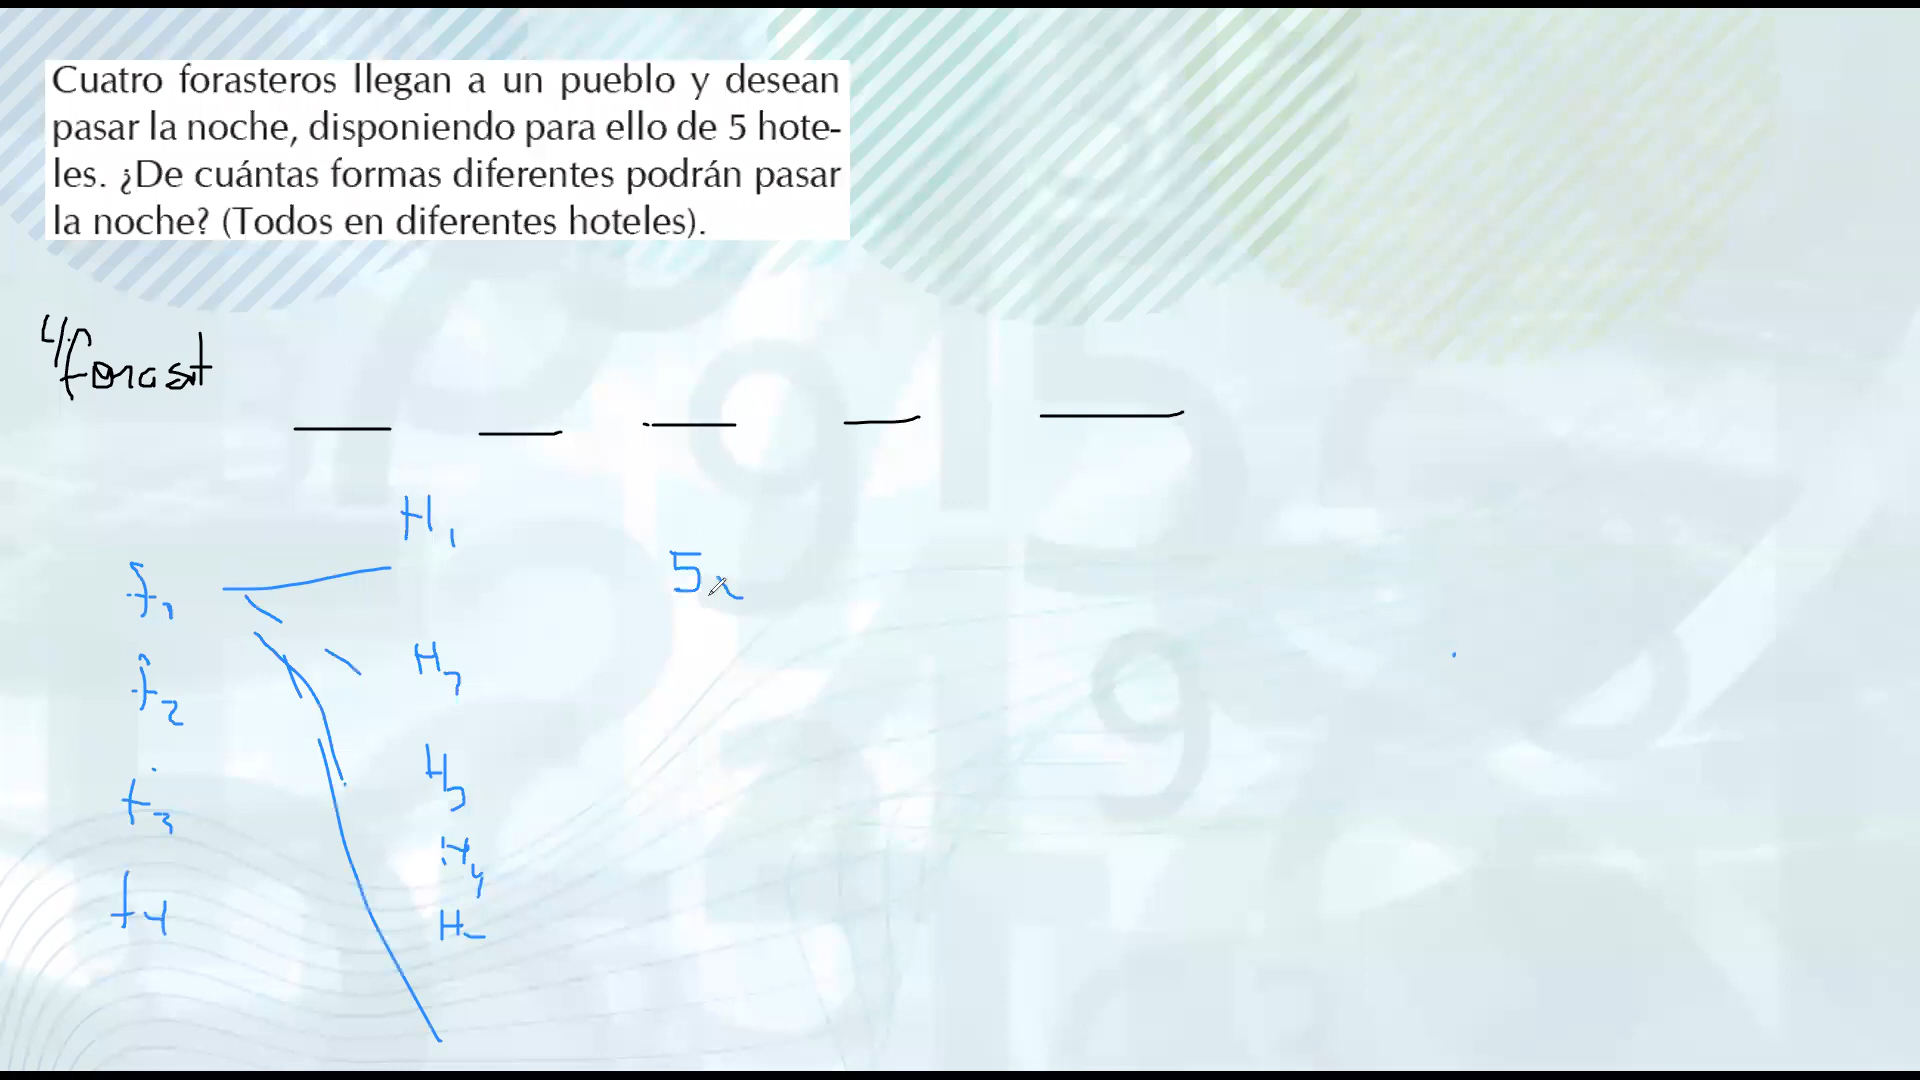 Cuatro forasteros llegan a un pueblo y desean
pasar la noche, disponiendo para ello de 5 hote-
les. ¿De cuántas formas diferentes podrán pasar
la noche? (Todos en diferentes hoteles).
4 forast
H1
f1
5x
f2
H2
f3
H3
H4
f4
H